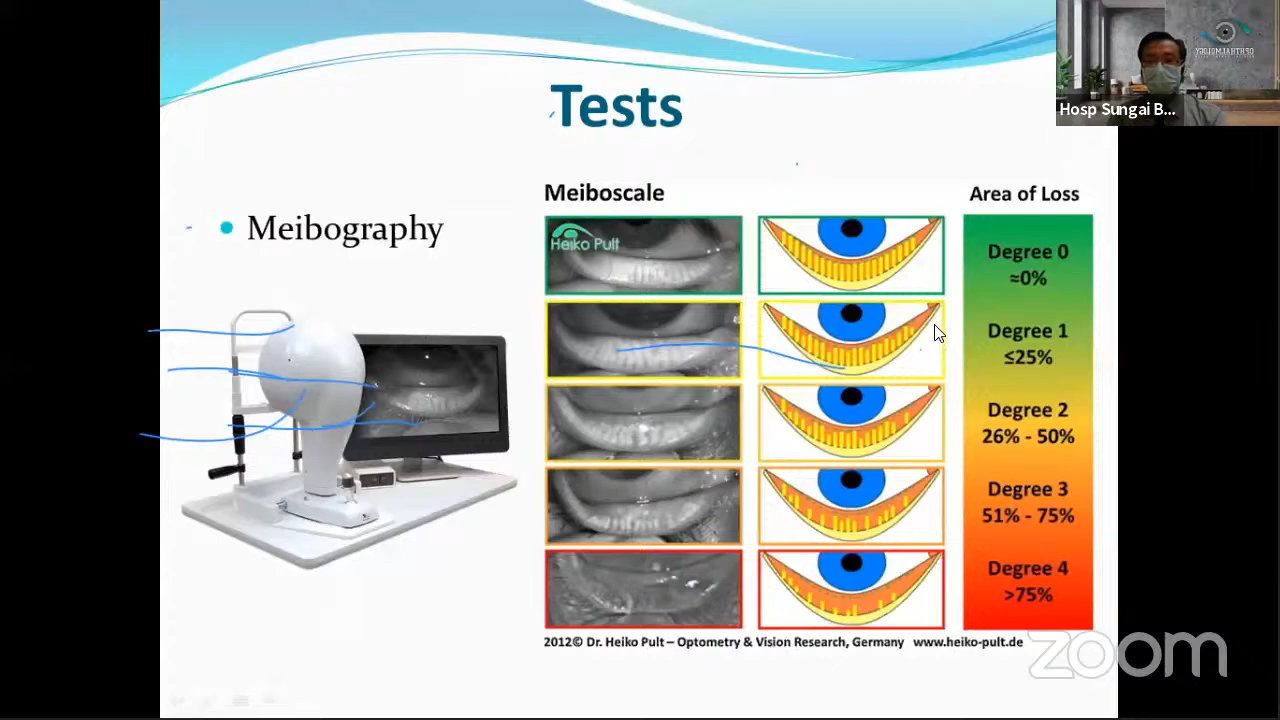 Tests
OPHTHALMOLOGY
Hosp Sungai B...
Meibography
Meiboscale
Area of Loss
Heiko Pult
Degree 0
≈0%
Degree 1
≤25%
Degree 2
26% - 50%
Degree 3
51% - 75%
Degree 4
>75%
2012© Dr. Heiko Pult – Optometry & Vision Research, Germany www.heiko-pult.de
zoom